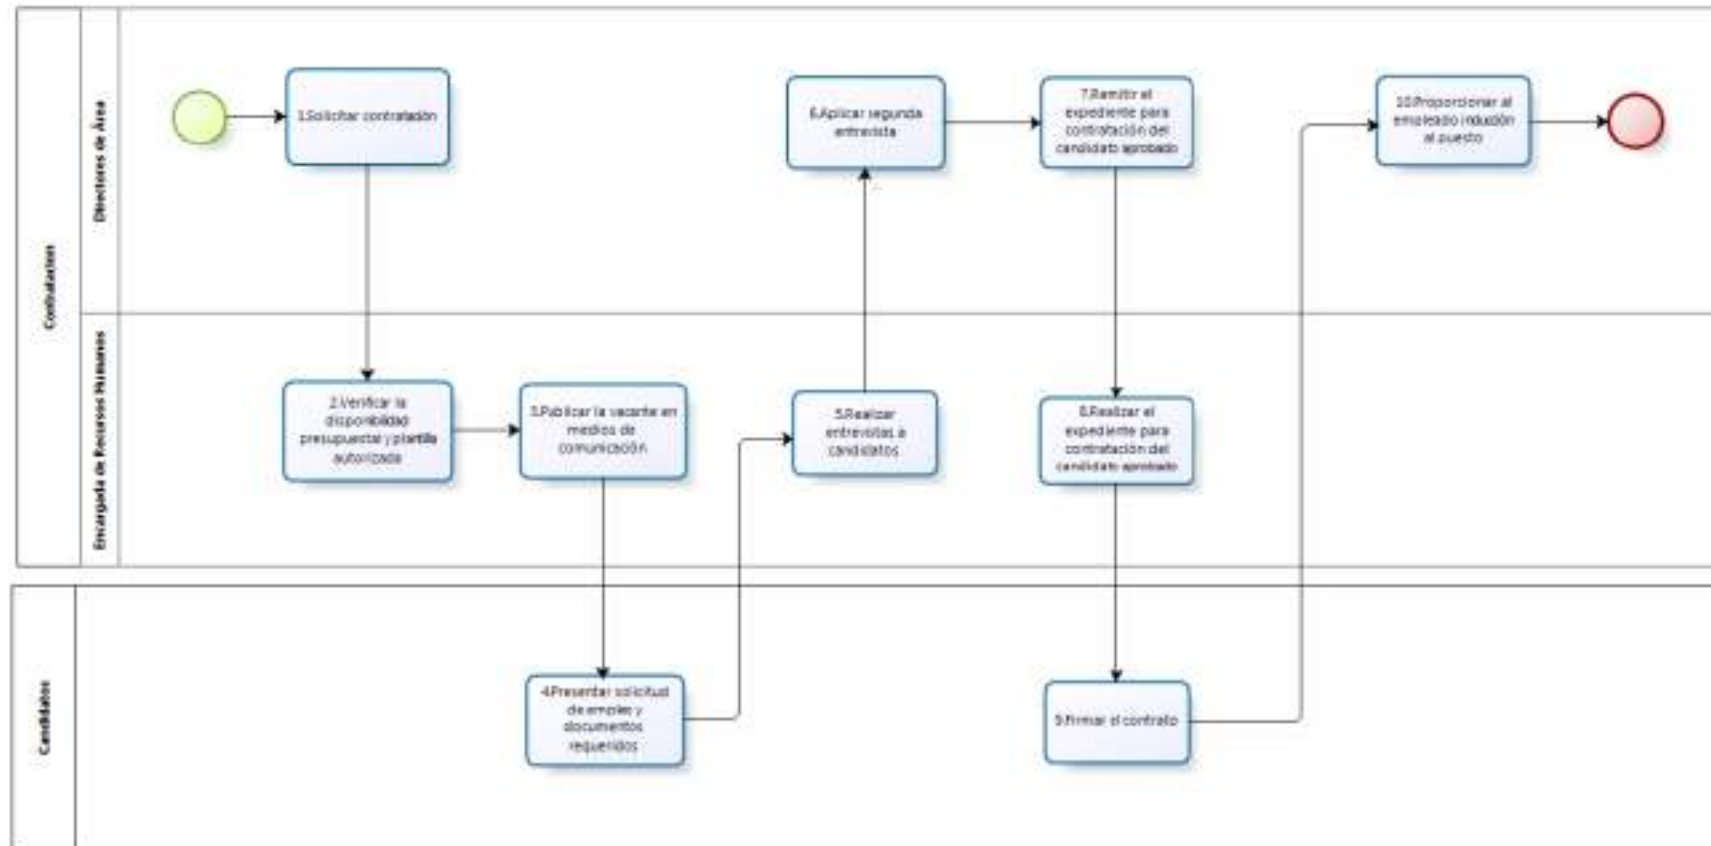 Contratacion
Directores de Área
1.Solicitar contratación
6.Aplicar segunda
entrevista
7.Remitir el
expediente para
contratación del
candidato aprobado
10.Proporcionar al
empleado inducción
al puesto
Encargada de Recursos Humanos
2.Verificar la
disponibilidad
presupuestal y plantilla
autorizada
3.Publicar la vacante en
medios de
comunicación
5.Realizar
entrevistas a
candidatos
8.Realizar el
expediente para
contratación del
candidato aprobado
Candidatos
4.Presentar solicitud
de empleo y
documentos
requeridos
9.Firmar el contrato